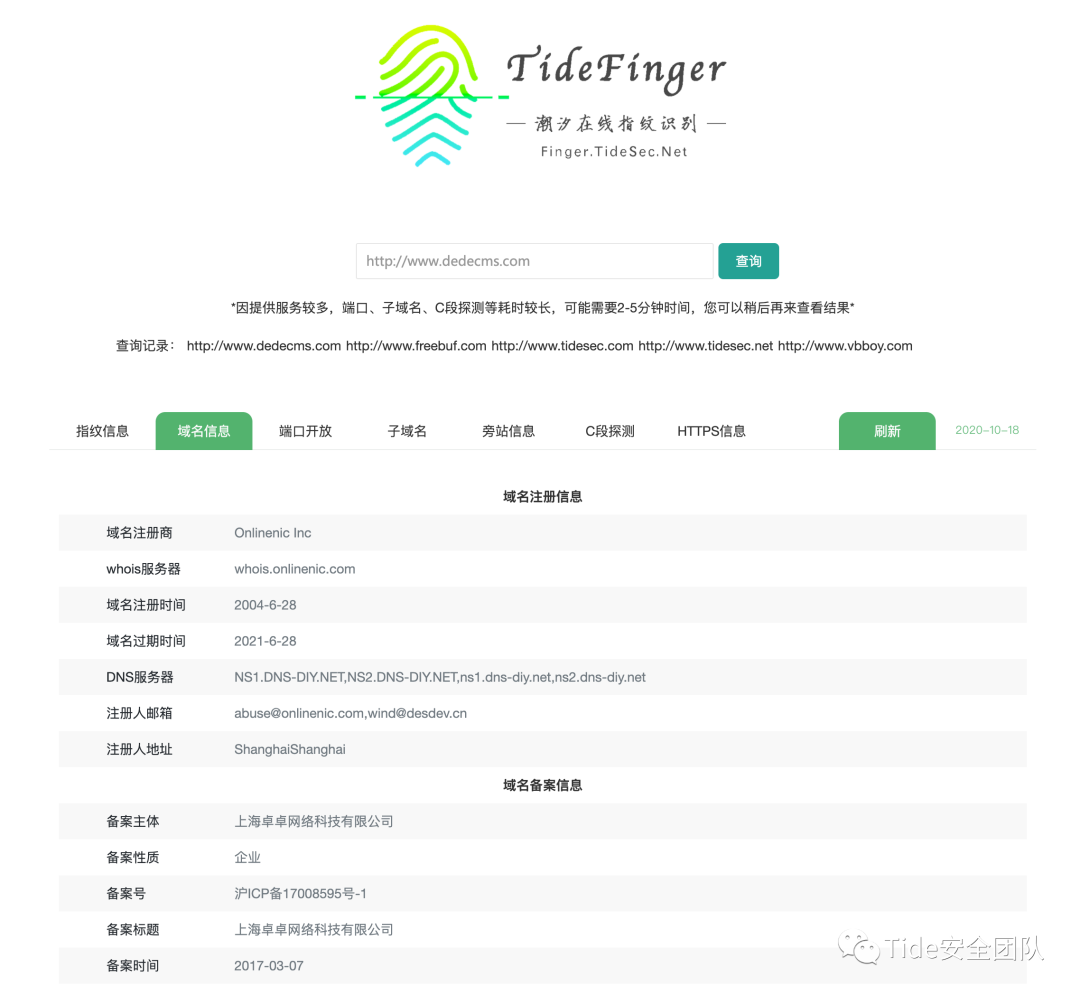 TideFinger
— 潮汐在线指纹识别 —
Finger.TideSec.Net
http://www.dedecms.com 查询
*因提供服务较多，端口、子域名、C段探测等耗时较长，可能需要2-5分钟时间，您可以稍后再来查看结果*
查询记录： http://www.dedecms.com http://www.freebuf.com http://www.tidesec.com http://www.tidesec.net http://www.vbboy.com
指纹信息 域名信息 端口开放 子域名 旁站信息 C段探测 HTTPS信息 刷新 2020-10-18
域名注册信息
域名注册商 Onlinenic Inc
whois服务器 whois.onlinenic.com
域名注册时间 2004-6-28
域名过期时间 2021-6-28
DNS服务器 NS1.DNS-DIY.NET,NS2.DNS-DIY.NET,ns1.dns-diy.net,ns2.dns-diy.net
注册人邮箱 abuse@onlinenic.com,wind@desdev.cn
注册人地址 ShanghaiShanghai
域名备案信息
备案主体 上海卓卓网络科技有限公司
备案性质 企业
备案号 沪ICP备17008595号-1
备案标题 上海卓卓网络科技有限公司
Tide安全团队
备案时间 2017-03-07